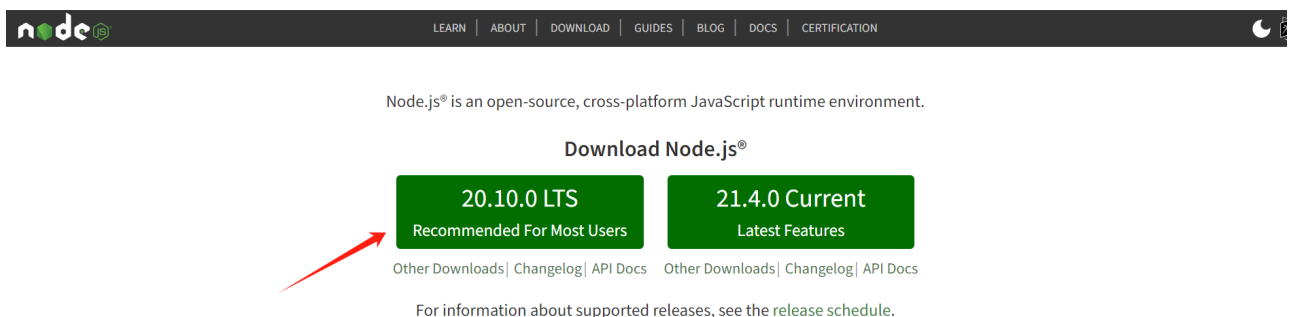 node JS
LEARN | ABOUT | DOWNLOAD | GUIDES | BLOG | DOCS | CERTIFICATION
Node.js® is an open-source, cross-platform JavaScript runtime environment.
Download Node.js®
20.10.0 LTS
Recommended For Most Users
21.4.0 Current
Latest Features
Other Downloads | Changelog | API Docs
Other Downloads | Changelog | API Docs
For information about supported releases, see the release schedule.